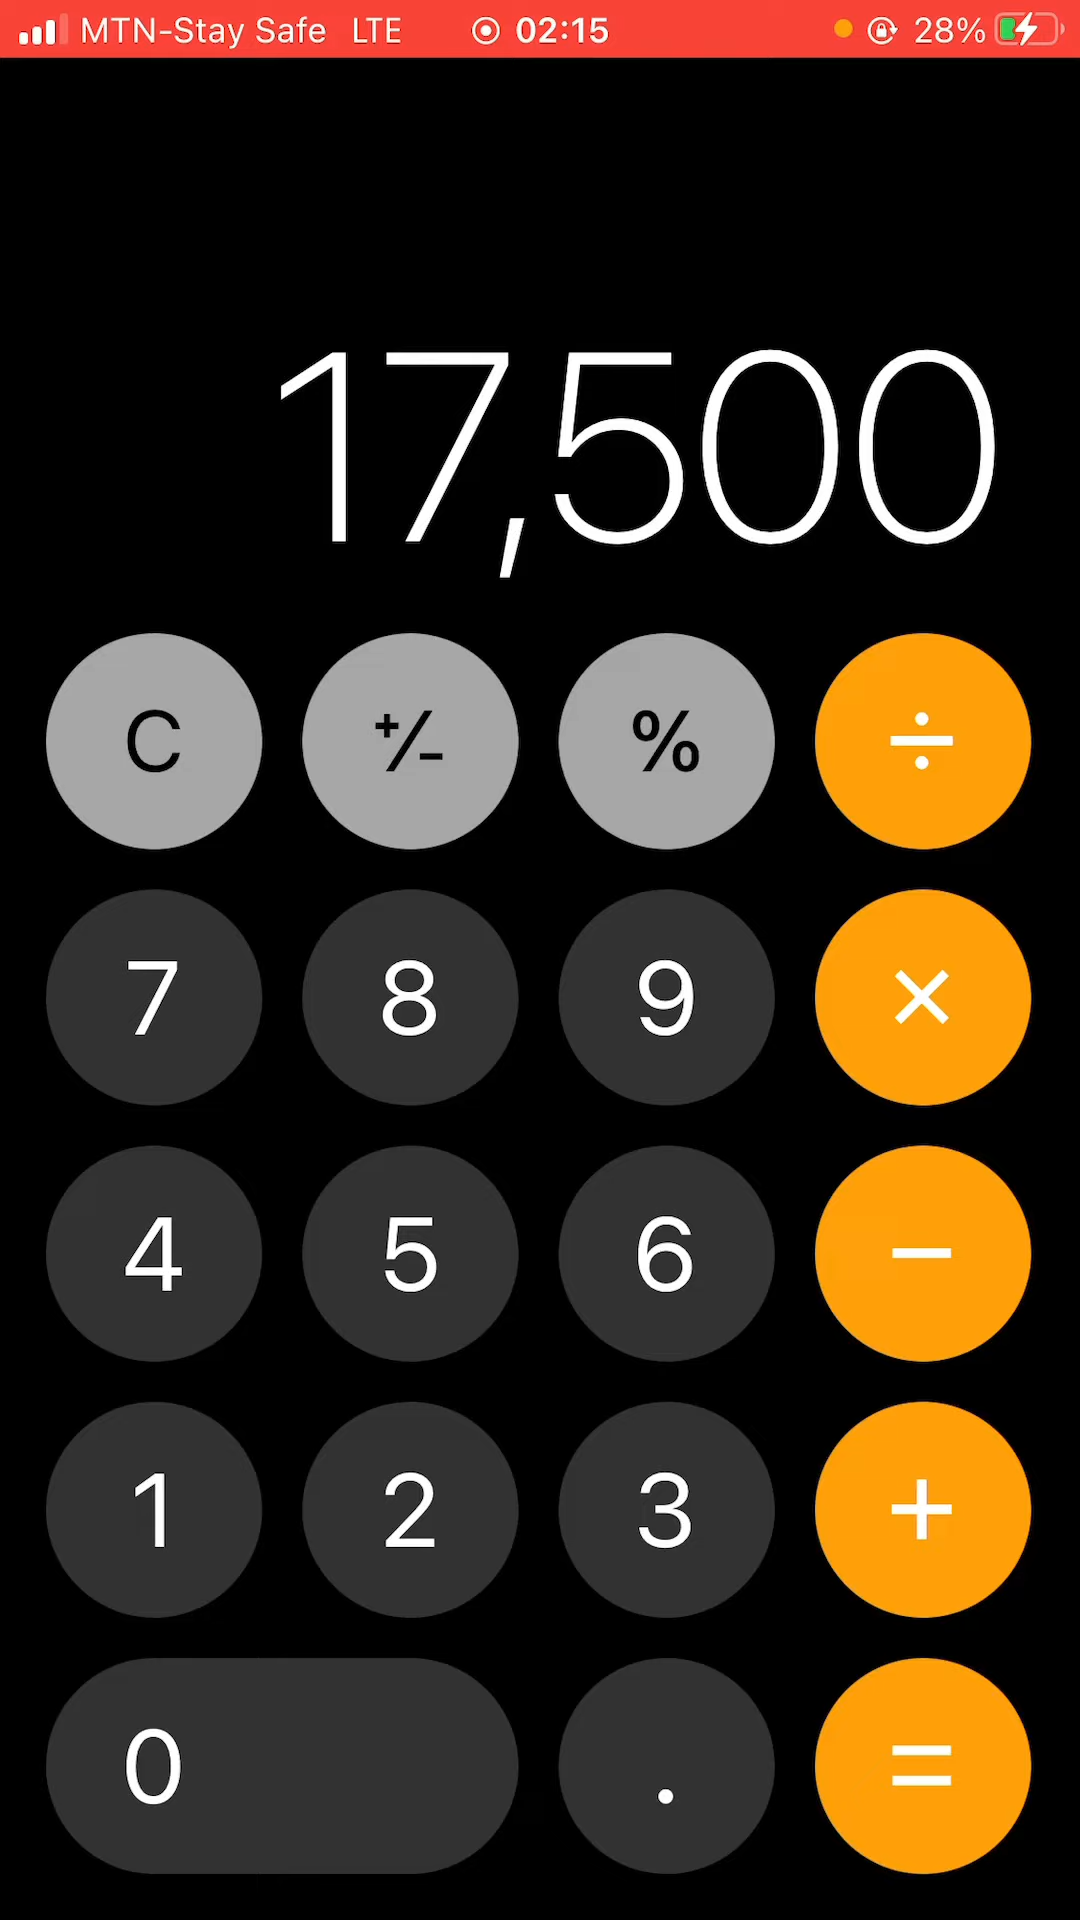 MTN-Stay Safe LTE 02:15 28%
17,500
C +/- % ÷
7 8 9 ×
4 5 6 −
1 2 3 +
0 . =